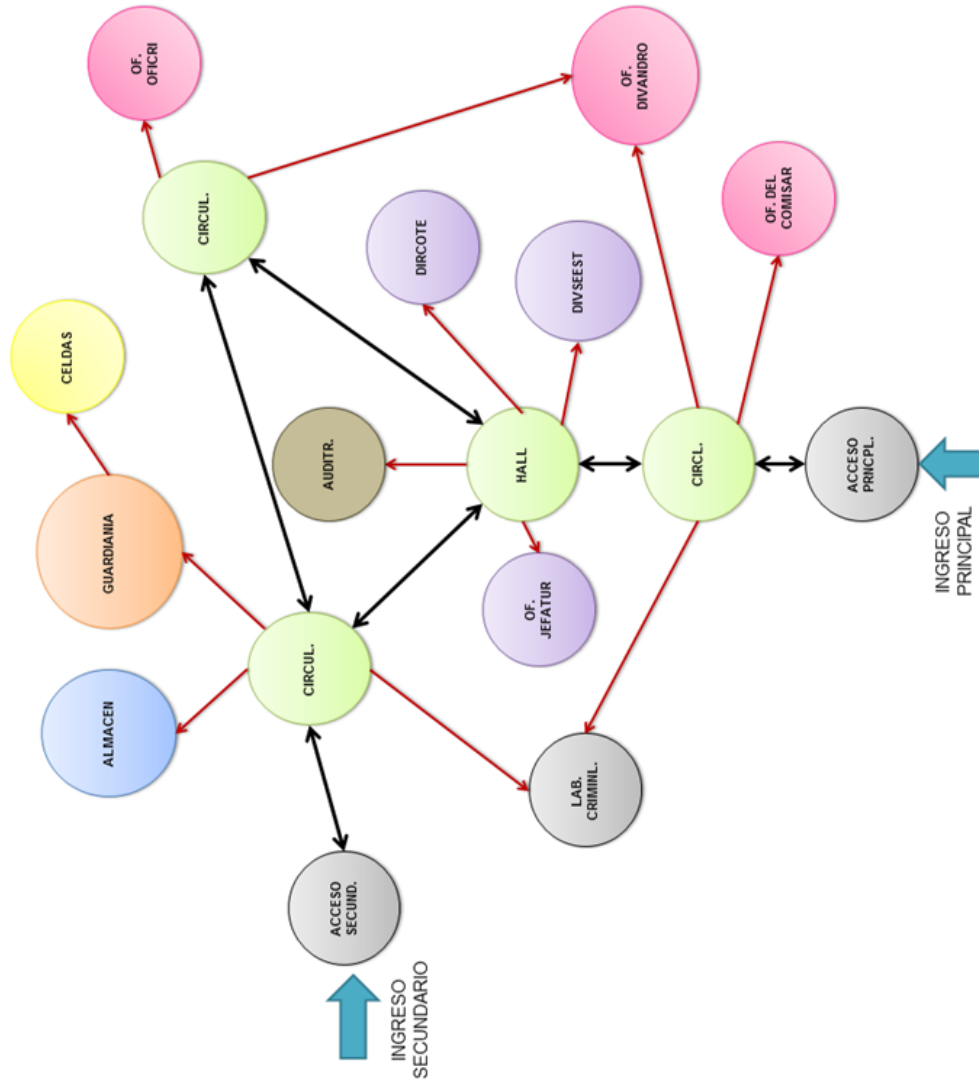 OF.
OFICRI
CELDAS
CIRCUL.
OF.
DIVANDRO
GUARDIANIA
DIRCOTE
OF. DEL
COMISAR
ALMACEN
DIVSEEST
AUDITR.
CIRCUL.
HALL
CIRCL.
OF.
JEFATUR
ACCESO
PRNCPL.
LAB.
CRIMINL.
ACCESO
SECUND.
INGRESO
PRINCIPAL
INGRESO
SECUNDARIO